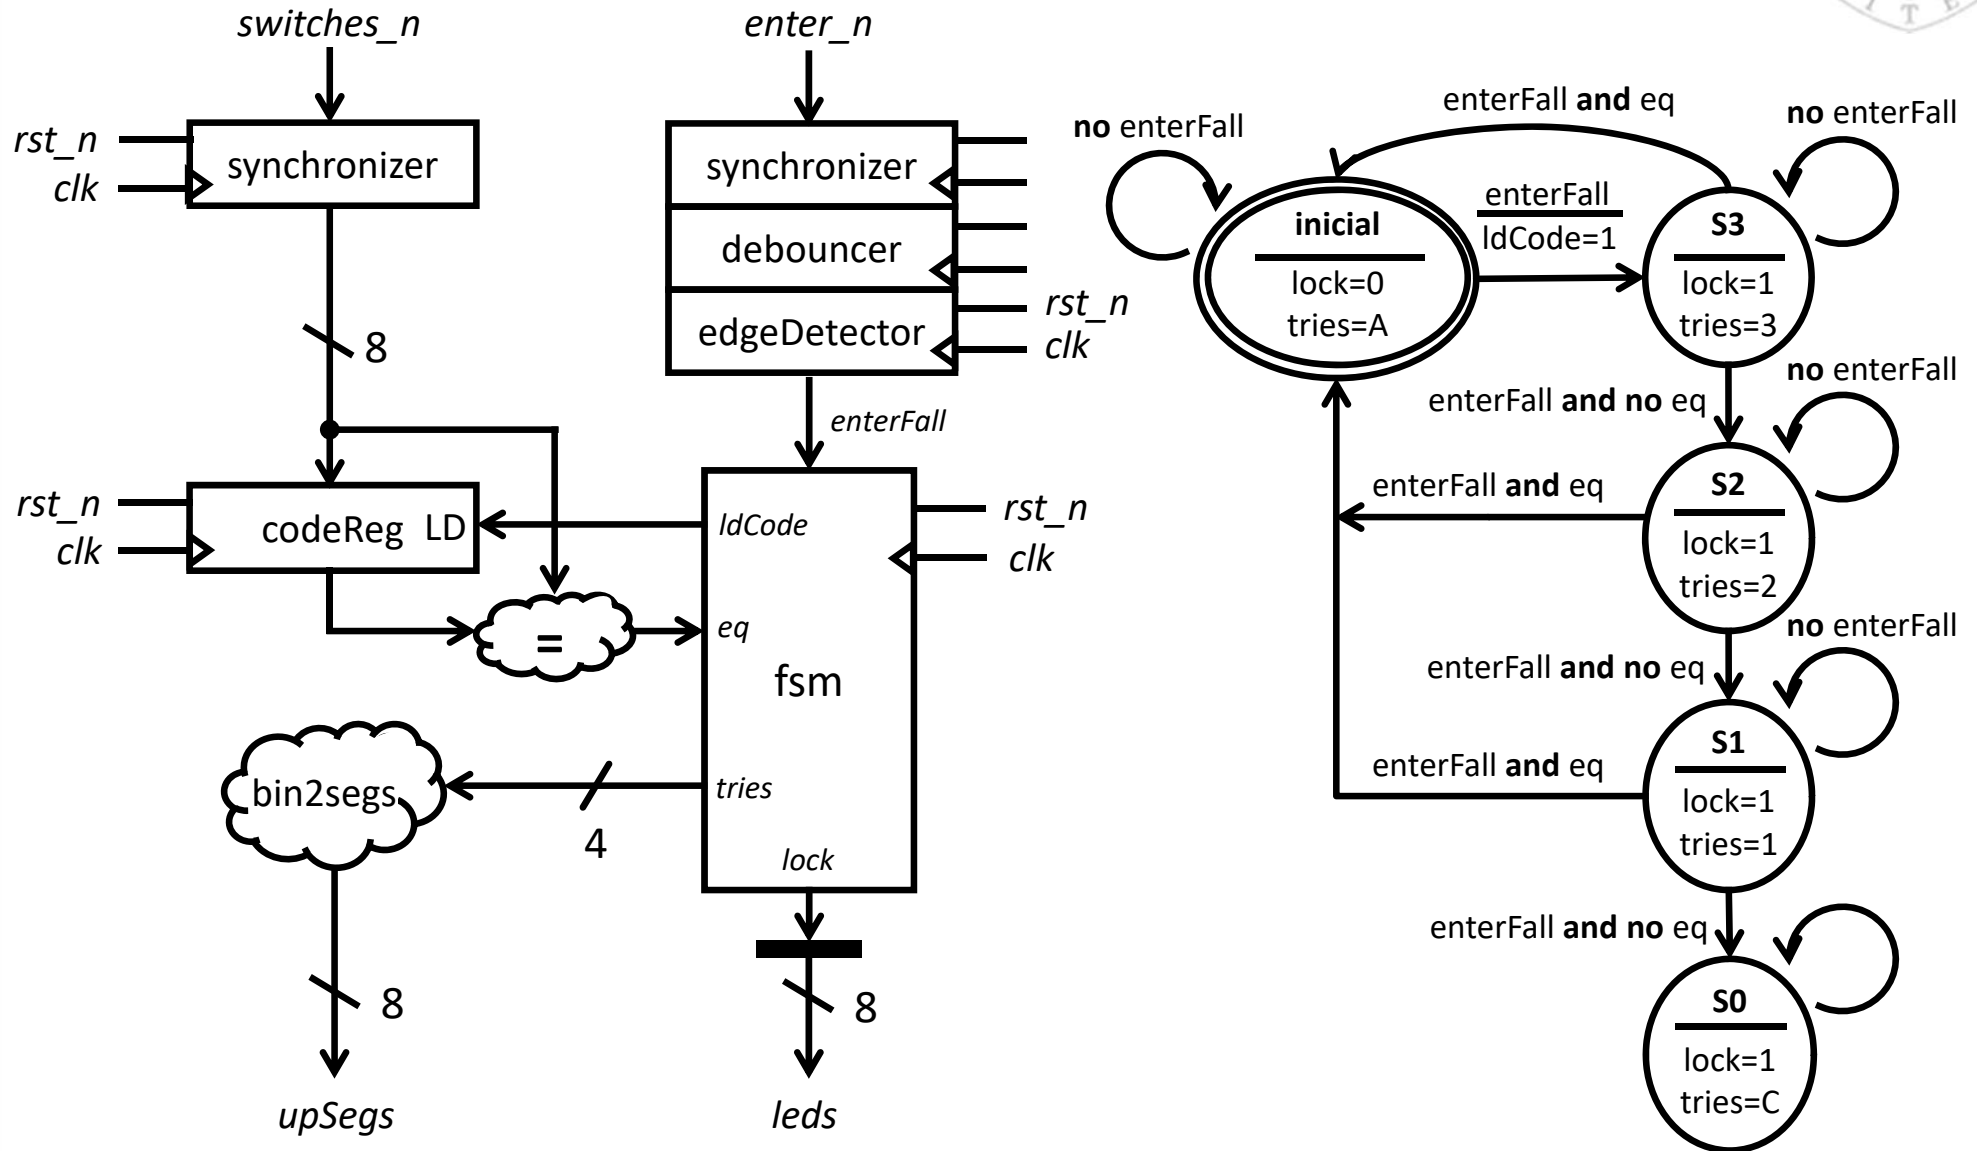 switches_n
rst_n
clk
synchronizer
8
rst_n
clk
codeReg LD
=
bin2segs
8
upSegs
enter_n
synchronizer
debouncer
edgeDetector
rst_n
clk
enterFall
ldCode
rst_n
clk
eq
fsm
tries
4
lock
8
leds
I T E
no enterFall
enterFall and eq
no enterFall
inicial
lock=0
tries=A
enterFall
ldCode=1
S3
lock=1
tries=3
enterFall and no eq
no enterFall
S2
lock=1
tries=2
enterFall and eq
enterFall and no eq
no enterFall
S1
lock=1
tries=1
enterFall and eq
enterFall and no eq
S0
lock=1
tries=C